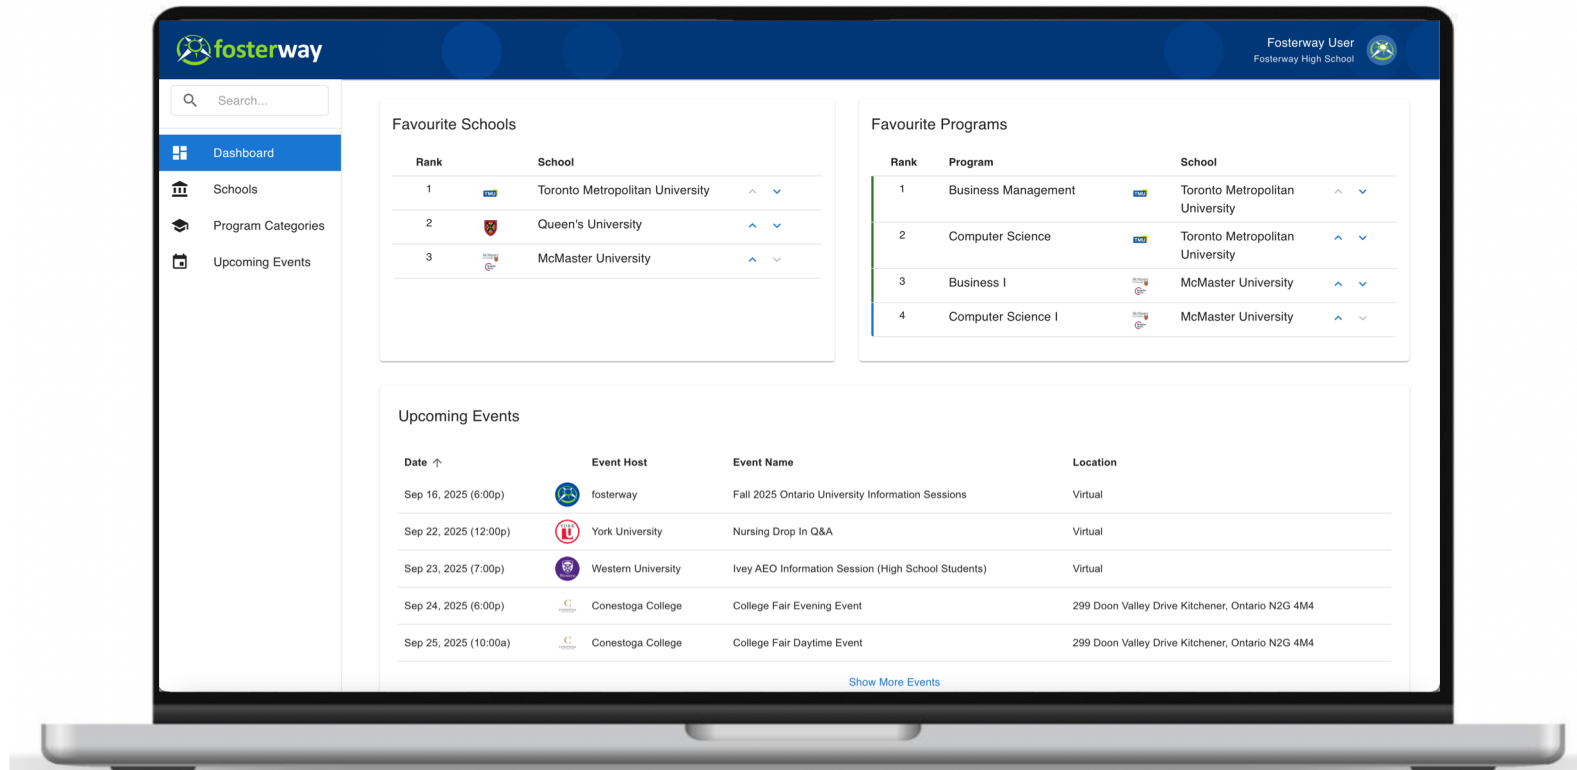 fosterway
Fosterway User
Fosterway High School
Search...
Dashboard
Schools
Program Categories
Upcoming Events
Favourite Schools
Rank School
1 TMU Toronto Metropolitan University
2 Queen's University
3 McMaster University
Favourite Programs
Rank Program School
1 Business Management TMU Toronto Metropolitan
University
2 Computer Science TMU Toronto Metropolitan
University
3 Business I McMaster University
4 Computer Science I McMaster University
Upcoming Events
Date Event Host Event Name Location
Sep 16, 2025 (6:00p) fosterway Fall 2025 Ontario University Information Sessions Virtual
Sep 22, 2025 (12:00p) York University Nursing Drop In Q&A Virtual
Sep 23, 2025 (7:00p) Western University Ivey AEO Information Session (High School Students) Virtual
Sep 24, 2025 (6:00p) Conestoga College College Fair Evening Event 299 Doon Valley Drive Kitchener, Ontario N2G 4M4
Sep 25, 2025 (10:00a) Conestoga College College Fair Daytime Event 299 Doon Valley Drive Kitchener, Ontario N2G 4M4
Show More Events